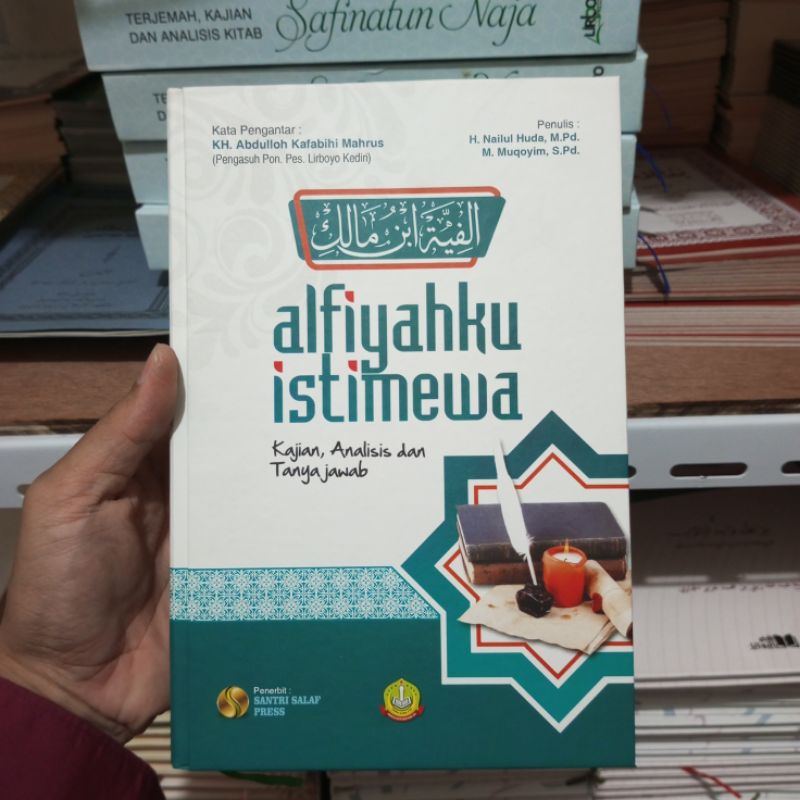 TERJEMAH, KAJIAN
DAN ANALISIS KITAB
Safinatun Naja
Kata Pengantar :
KH. Abdulloh Kafabihi Mahrus
(Pengasuh Pon. Pes. Lirboyo Kediri)
Penulis :
H. Nailul Huda, M.Pd.
M. Muqoyim, S.Pd.
الفية ابن مالك
alfiyahku
istimewa
Kajian, Analisis dan
Tanya jawab
Penerbit :
SANTRI SALAF
PRESS